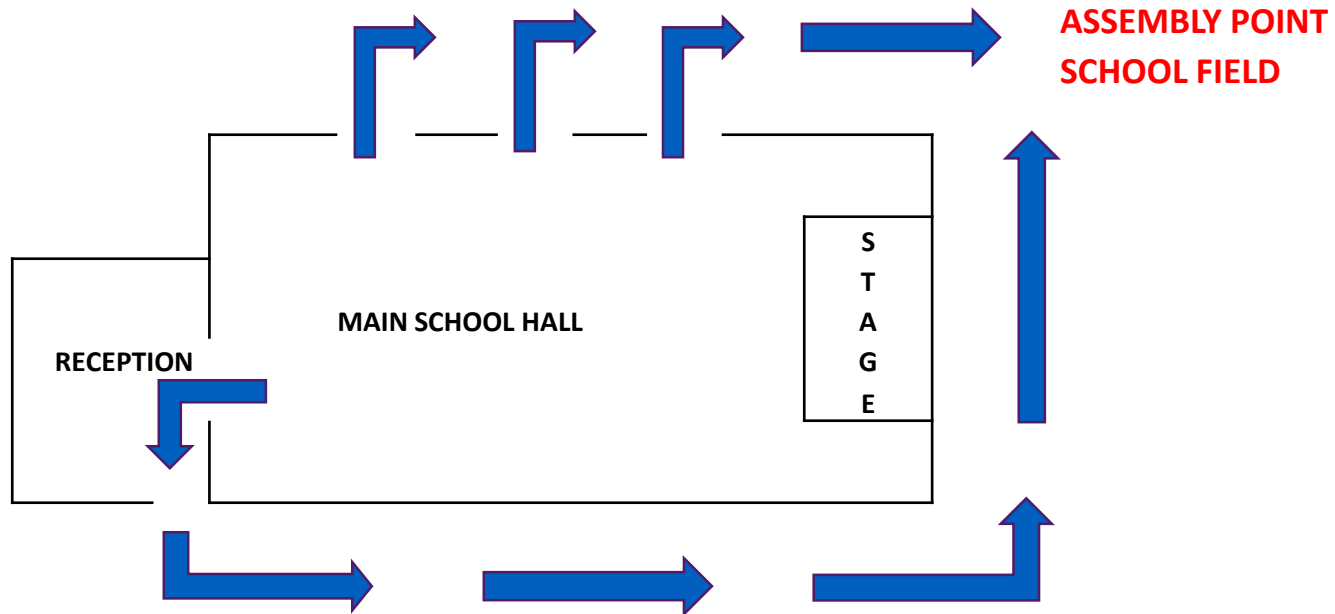 ASSEMBLY POINT
SCHOOL FIELD
MAIN SCHOOL HALL
RECEPTION
S
T
A
G
E